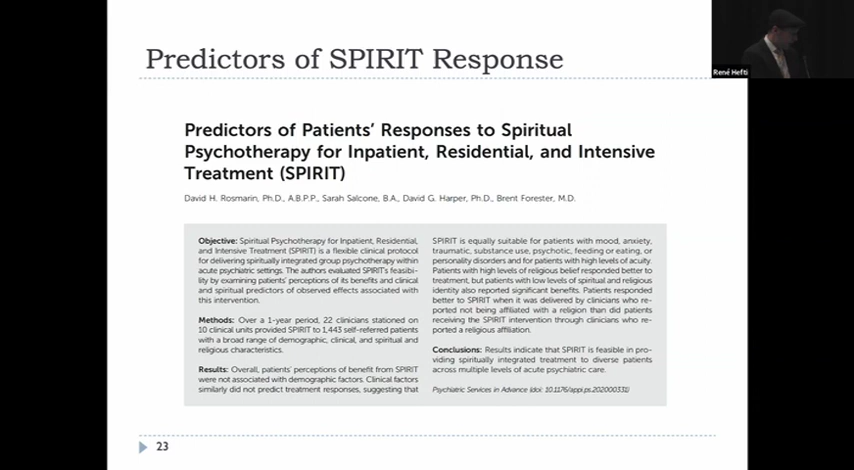 Predictors of SPIRIT Response
René Hefti
Predictors of Patients' Responses to Spiritual
Psychotherapy for Inpatient, Residential, and Intensive
Treatment (SPIRIT)
David H. Rosmarin, Ph.D., A.B.P.P., Sarah Salcone, B.A., David G. Harper, Ph.D., Brent Forester, M.D.
Objective: Spiritual Psychotherapy for Inpatient, Residential,
and Intensive Treatment (SPIRIT) is a flexible clinical protocol
for delivering spiritually integrated group psychotherapy within
acute psychiatric settings. The authors evaluated SPIRIT's feasibi-
lity by examining patients' perceptions of its benefits and clinical
and spiritual predictors of observed effects associated with
this intervention.
Methods: Over a 1-year period, 22 clinicians stationed on
10 clinical units provided SPIRIT to 1,443 self-referred patients
with a broad range of demographic, clinical, and spiritual and
religious characteristics.
Results: Overall, patients' perceptions of benefit from SPIRIT
were not associated with demographic factors. Clinical factors
similarly did not predict treatment responses, suggesting that
SPIRIT is equally suitable for patients with mood, anxiety,
traumatic, substance use, psychotic, feeding or eating, or
personality disorders and for patients with high levels of acuity.
Patients with high levels of religious belief responded better to
treatment, but patients with low levels of spiritual and religious
identity also reported significant benefits. Patients responded
better to SPIRIT when it was delivered by clinicians who re-
ported not being affiliated with a religion than did patients
receiving the SPIRIT intervention through clinicians who re-
ported a religious affiliation.
Conclusions: Results indicate that SPIRIT is feasible in pro-
viding spiritually integrated treatment to diverse patients
across multiple levels of acute psychiatric care.
Psychiatric Services in Advance (doi: 10.1176/appi.ps.202000331)
23